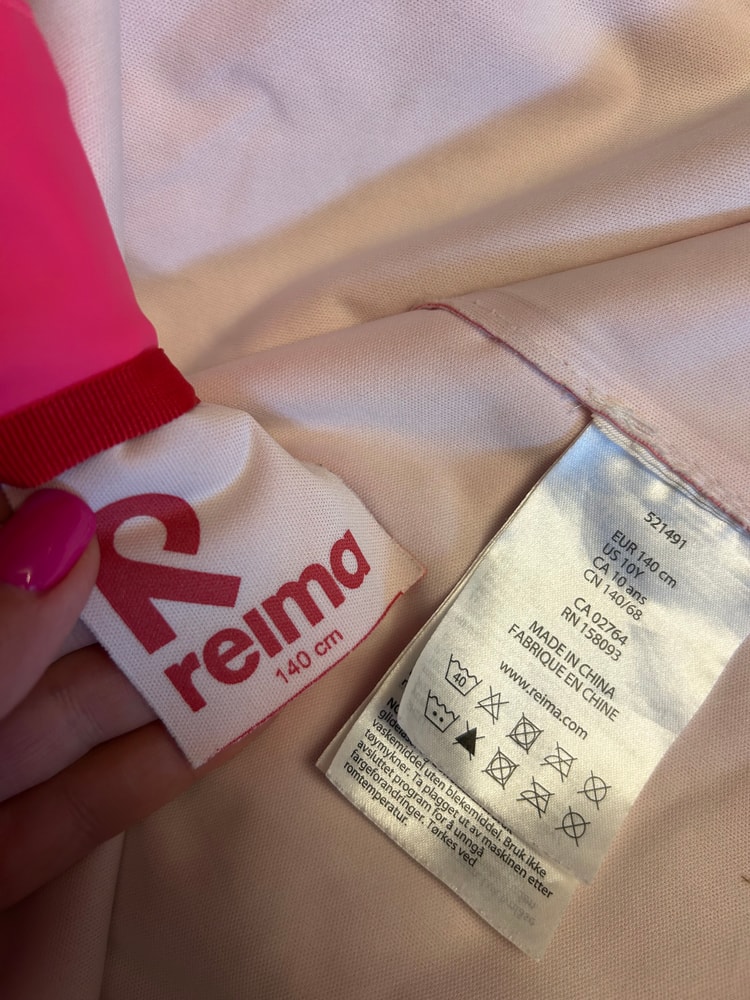 reima
140 cm
521491
EUR 140 cm
US 10Y
CA 10 ans
CN 140/68
CA 02764
RN 158093
MADE IN CHINA
FABRIQUE EN CHINE
www.reima.com
40
vaskemiddel uten blekemiddel. Bruk ikke
tøymykner. Ta plagget ut av maskinen etter
avsluttet program for å unngå
fargeforandringer. Tørkes ved
romtemperatur.